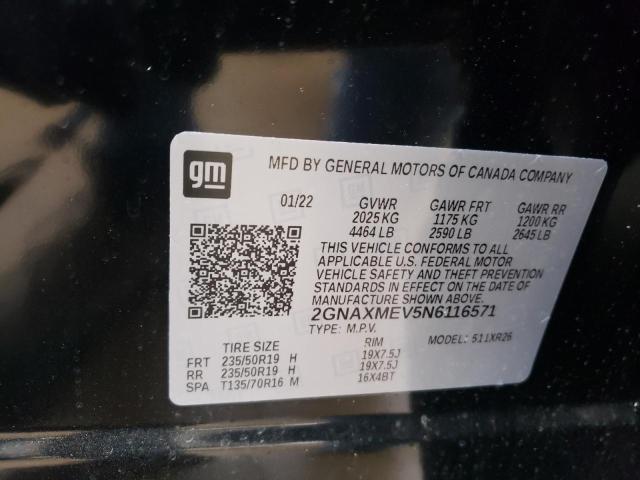 gm
MFD BY GENERAL MOTORS OF CANADA COMPANY
01/22 GVWR GAWR FRT GAWR RR
2025 KG 1175 KG 1200 KG
4464 LB 2590 LB 2645 LB
THIS VEHICLE CONFORMS TO ALL
APPLICABLE U.S. FEDERAL MOTOR
VEHICLE SAFETY AND THEFT PREVENTION
STANDARDS IN EFFECT ON THE DATE OF
MANUFACTURE SHOWN ABOVE.
2GNAXMEV5N6116571
TYPE: M.P.V. MODEL: 511XR26
TIRE SIZE RIM
FRT 235/50R19 H 19X7.5J
RR 235/50R19 H 19X7.5J
SPA T135/70R16 M 16X4BT